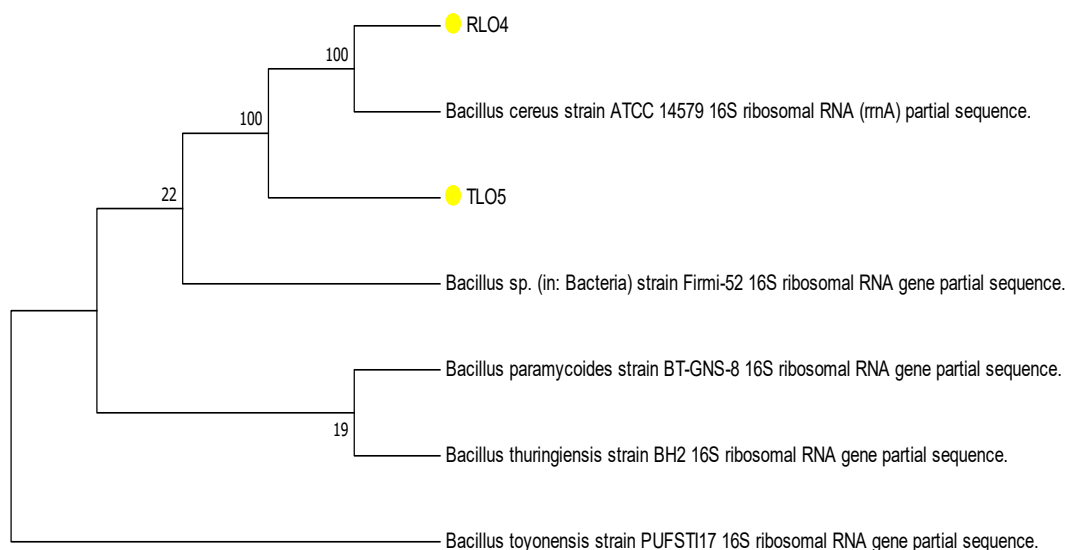 RLO4
100
Bacillus cereus strain ATCC 14579 16S ribosomal RNA (rrnA) partial sequence.
100
TLO5
22
Bacillus sp. (in: Bacteria) strain Firmi-52 16S ribosomal RNA gene partial sequence.
Bacillus paramycoides strain BT-GNS-8 16S ribosomal RNA gene partial sequence.
19
Bacillus thuringiensis strain BH2 16S ribosomal RNA gene partial sequence.
Bacillus toyonensis strain PUFSTI17 16S ribosomal RNA gene partial sequence.